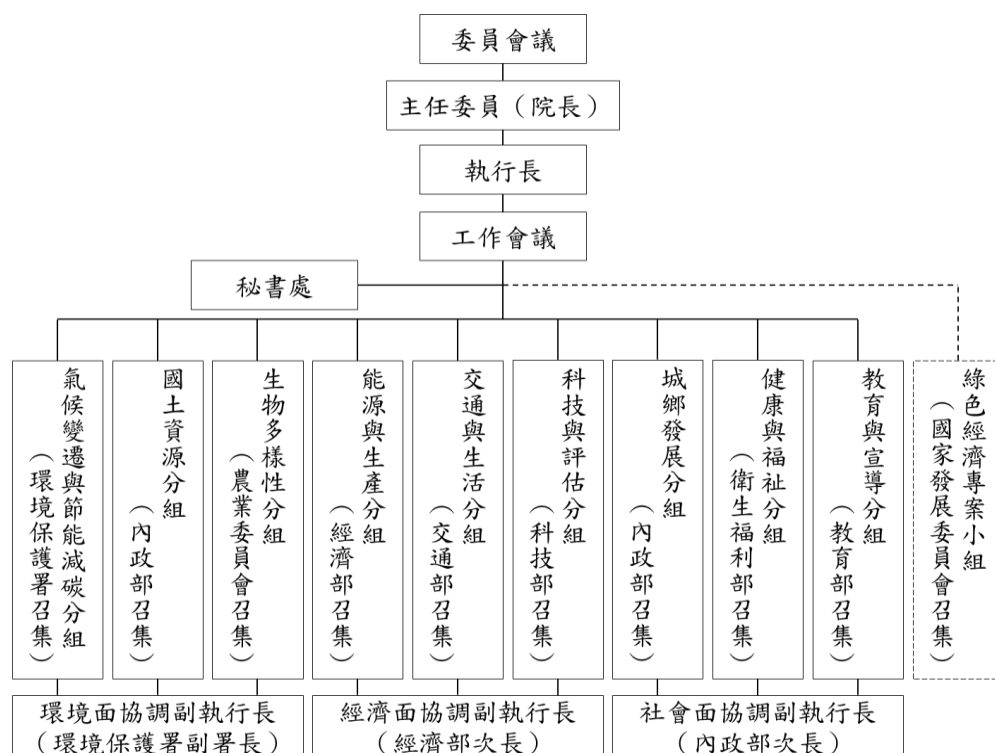 委員會議
主任委員（院長）
執行長
工作會議
秘書處
氣候變遷與節能減碳分組
（環境保護署召集）
國土資源分組
（內政部召集）
生物多樣性分組
（農業委員會召集）
能源與生產分組
（經濟部召集）
交通與生活分組
（交通部召集）
科技與評估分組
（科技部召集）
城鄉發展分組
（內政部召集）
健康與福祉分組
（衛生福利部召集）
教育與宣導分組
（教育部召集）
綠色經濟專案小組
（國家發展委員會召集）
環境面協調副執行長
（環境保護署副署長）
經濟面協調副執行長
（經濟部次長）
社會面協調副執行長
（內政部次長）